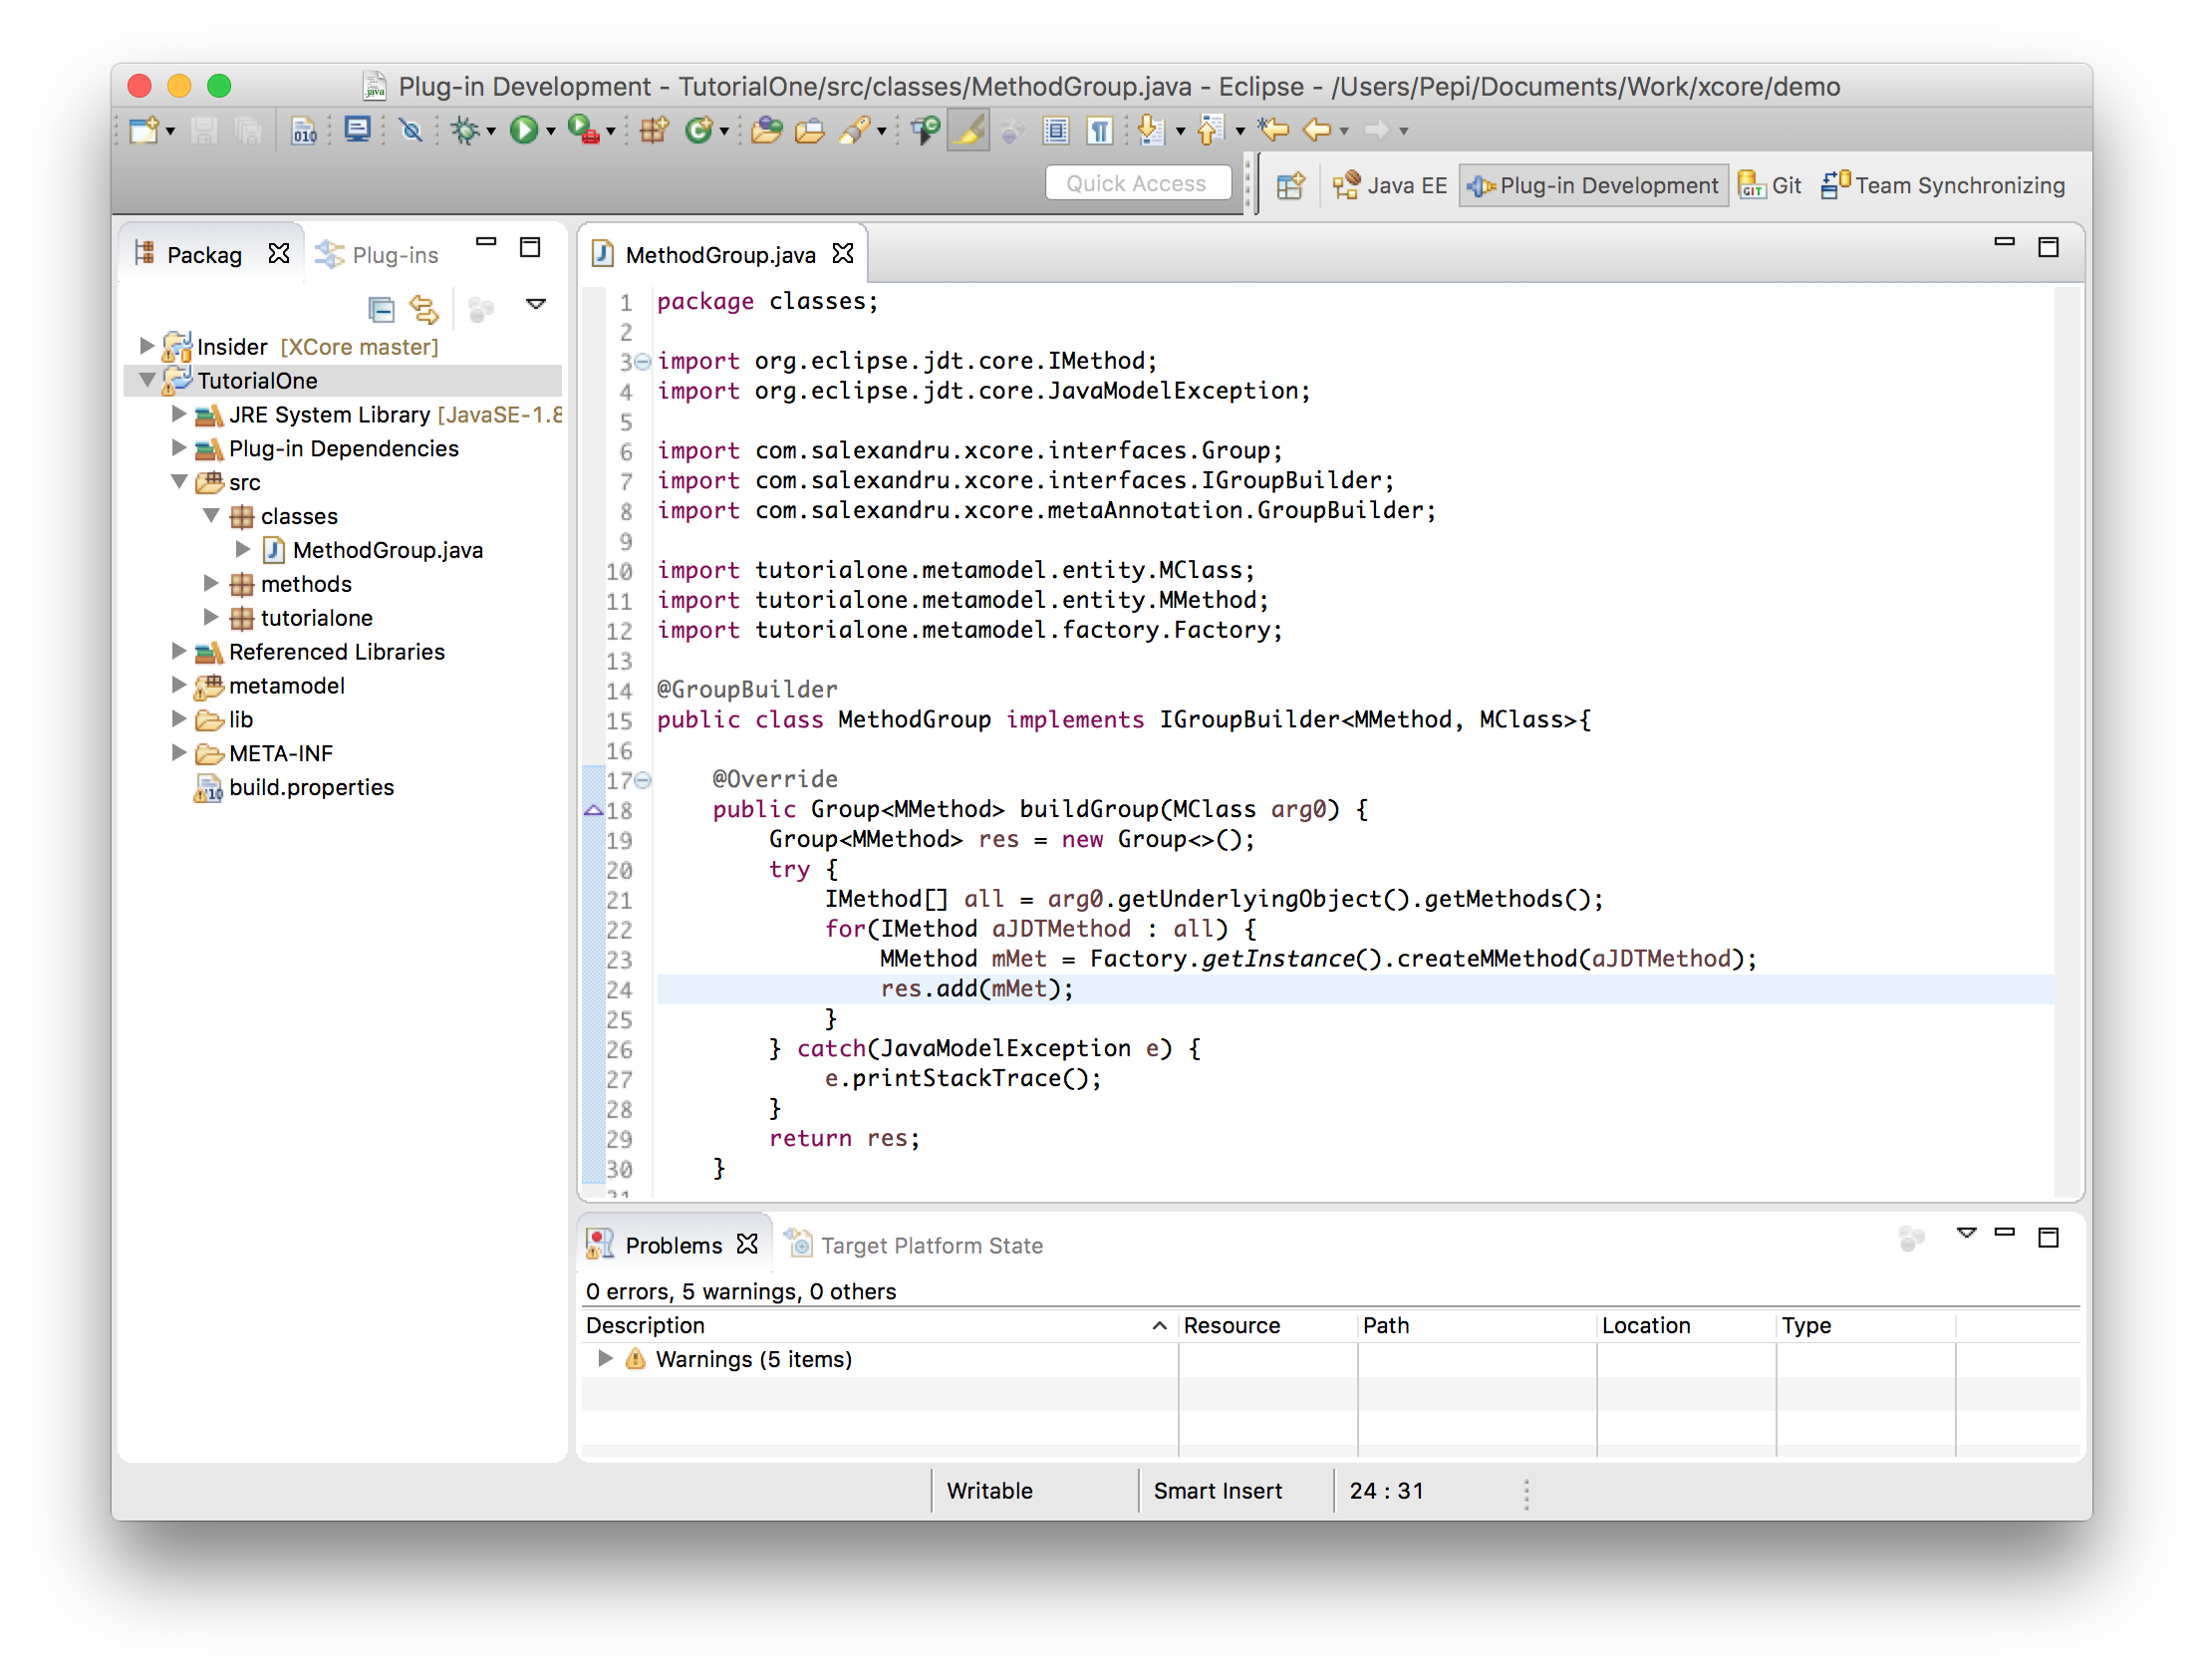 Plug-in Development - TutorialOne/src/classes/MethodGroup.java - Eclipse - /Users/Pepi/Documents/Work/xcore/demo
010
Quick Access
Java EE
Plug-in Development
GIT Git
Team Synchronizing
Packag
Plug-ins
Insider [XCore master]
TutorialOne
JRE System Library [JavaSE-1.8
Plug-in Dependencies
src
classes
MethodGroup.java
methods
tutorialone
Referenced Libraries
metamodel
lib
META-INF
build.properties
MethodGroup.java
1 package classes;
2
3 import org.eclipse.jdt.core.IMethod;
4 import org.eclipse.jdt.core.JavaModelException;
5
6 import com.salexandru.xcore.interfaces.Group;
7 import com.salexandru.xcore.interfaces.IGroupBuilder;
8 import com.salexandru.xcore.metaAnnotation.GroupBuilder;
9
10 import tutorialone.metamodel.entity.MClass;
11 import tutorialone.metamodel.entity.MMethod;
12 import tutorialone.metamodel.factory.Factory;
13
14 @GroupBuilder
15 public class MethodGroup implements IGroupBuilder<MMethod, MClass>{
16
17     @Override
18     public Group<MMethod> buildGroup(MClass arg0) {
19         Group<MMethod> res = new Group<>();
20         try {
21             IMethod[] all = arg0.getUnderlyingObject().getMethods();
22             for(IMethod aJDTMethod : all) {
23                 MMethod mMet = Factory.getInstance().createMMethod(aJDTMethod);
24                 res.add(mMet);
25             }
26         } catch(JavaModelException e) {
27             e.printStackTrace();
28         }
29         return res;
30     }
31
Problems
Target Platform State
0 errors, 5 warnings, 0 others
Description Resource Path Location Type
Warnings (5 items)
Writable Smart Insert 24 : 31